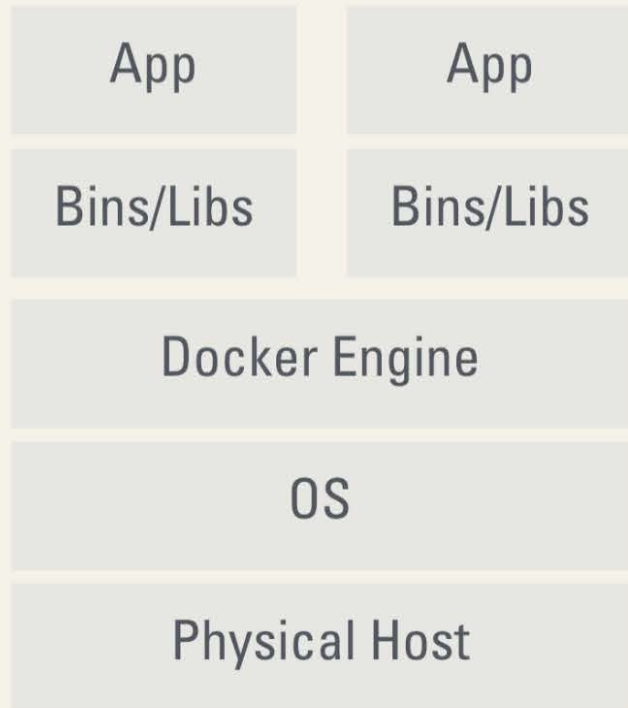 App App
Bins/Libs Bins/Libs
Docker Engine
OS
Physical Host